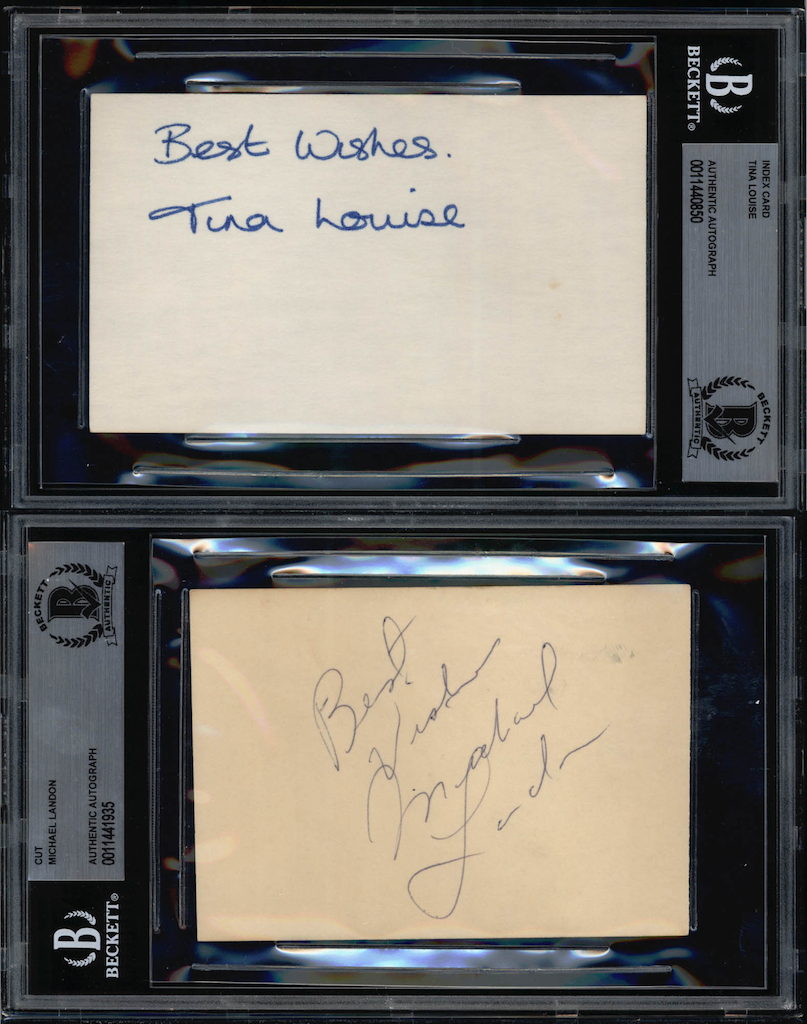 Best Wishes.
Tina Louise
BECKETT®
INDEX CARD
TINA LOUISE
AUTHENTIC AUTOGRAPH
0011440850
BECKETT
AUTHENTIC
Best
Wishes
Michael
Landon
BECKETT
AUTHENTIC
CUT
MICHAEL LANDON
AUTHENTIC AUTOGRAPH
0011441935
BECKETT®